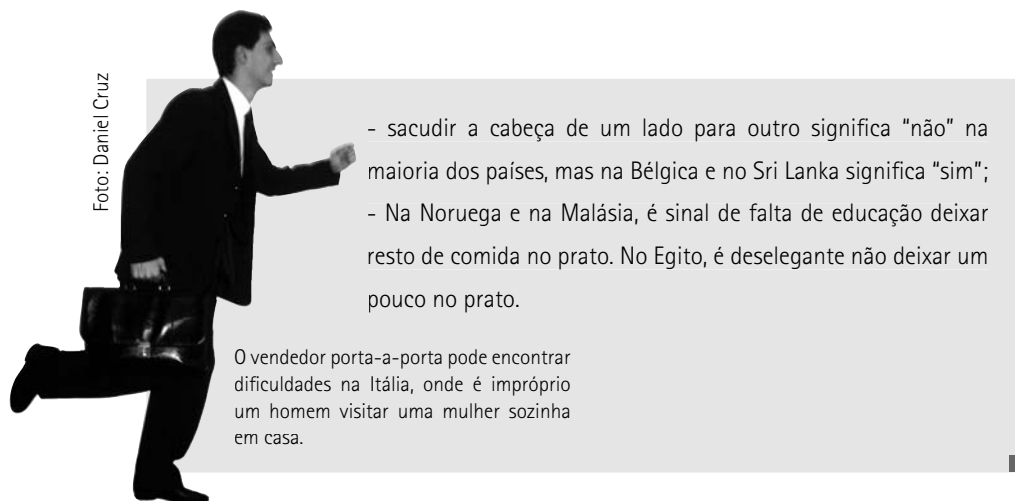 Foto: Daniel Cruz
- sacudir a cabeça de um lado para outro significa “não” na
maioria dos países, mas na Bélgica e no Sri Lanka significa “sim”;
- Na Noruega e na Malásia, é sinal de falta de educação deixar
resto de comida no prato. No Egito, é deselegante não deixar um
pouco no prato.
O vendedor porta-a-porta pode encontrar
dificuldades na Itália, onde é impróprio
um homem visitar uma mulher sozinha
em casa.